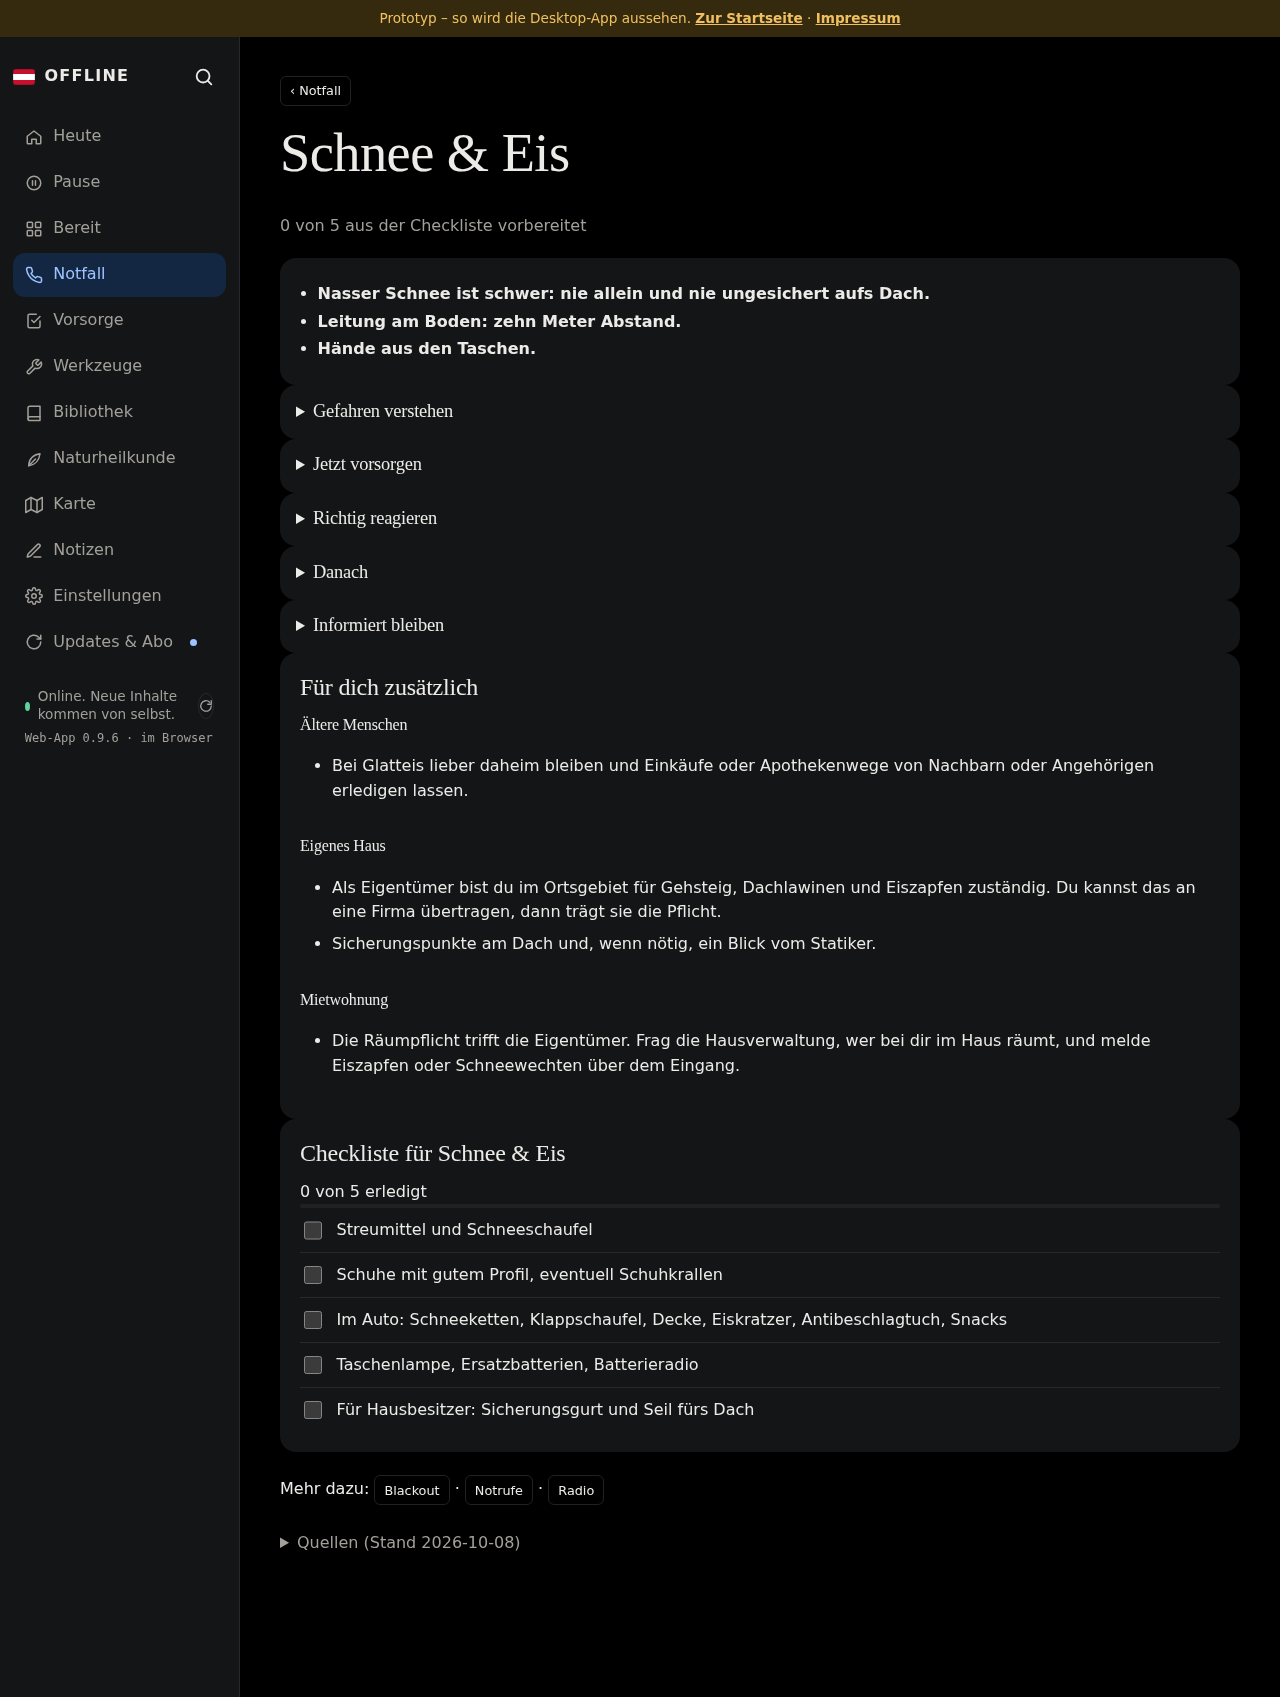 Prototyp – so wird die Desktop-App aussehen. Zur Startseite · Impressum
OFFLINE
Heute
Pause
Bereit
Notfall
Vorsorge
Werkzeuge
Bibliothek
Naturheilkunde
Karte
Notizen
Einstellungen
Updates & Abo
Online. Neue Inhalte
kommen von selbst.
Web-App 0.9.6 · im Browser
‹ Notfall
Schnee & Eis
0 von 5 aus der Checkliste vorbereitet
• Nasser Schnee ist schwer: nie allein und nie ungesichert aufs Dach.
• Leitung am Boden: zehn Meter Abstand.
• Hände aus den Taschen.
▶ Gefahren verstehen
▶ Jetzt vorsorgen
▶ Richtig reagieren
▶ Danach
▶ Informiert bleiben
Für dich zusätzlich
Ältere Menschen
• Bei Glatteis lieber daheim bleiben und Einkäufe oder Apothekenwege von Nachbarn oder Angehörigen
erledigen lassen.
Eigenes Haus
• Als Eigentümer bist du im Ortsgebiet für Gehsteig, Dachlawinen und Eiszapfen zuständig. Du kannst das an
eine Firma übertragen, dann trägt sie die Pflicht.
• Sicherungspunkte am Dach und, wenn nötig, ein Blick vom Statiker.
Mietwohnung
• Die Räumpflicht trifft die Eigentümer. Frag die Hausverwaltung, wer bei dir im Haus räumt, und melde
Eiszapfen oder Schneewechten über dem Eingang.
Checkliste für Schnee & Eis
0 von 5 erledigt
Streumittel und Schneeschaufel
Schuhe mit gutem Profil, eventuell Schuhkrallen
Im Auto: Schneeketten, Klappschaufel, Decke, Eiskratzer, Antibeschlagtuch, Snacks
Taschenlampe, Ersatzbatterien, Batterieradio
Für Hausbesitzer: Sicherungsgurt und Seil fürs Dach
Mehr dazu: Blackout · Notrufe · Radio
▶ Quellen (Stand 2026-10-08)